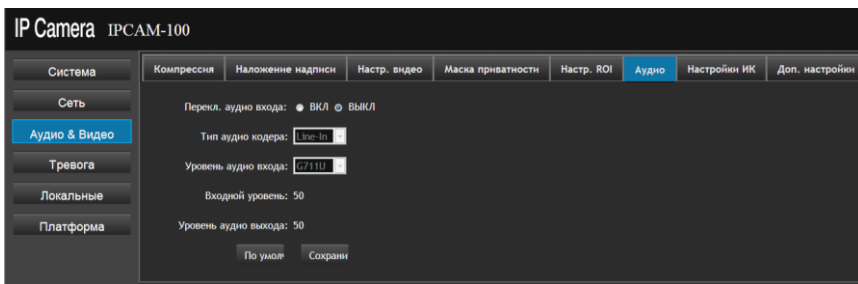 IP Camera IPCAM-100
Система
Сеть
Аудио & Видео
Тревога
Локальные
Платформа
Компрессия Наложение надписи Настр. видео Маска приватности Настр. ROI Аудио Настройки ИК Доп. настройки
Перекл. аудио входа: ВКЛ ВЫКЛ
Тип аудио кодера: Line-In
Уровень аудио входа: G711U
Входной уровень: 50
Уровень аудио выхода: 50
По умол Сохрани